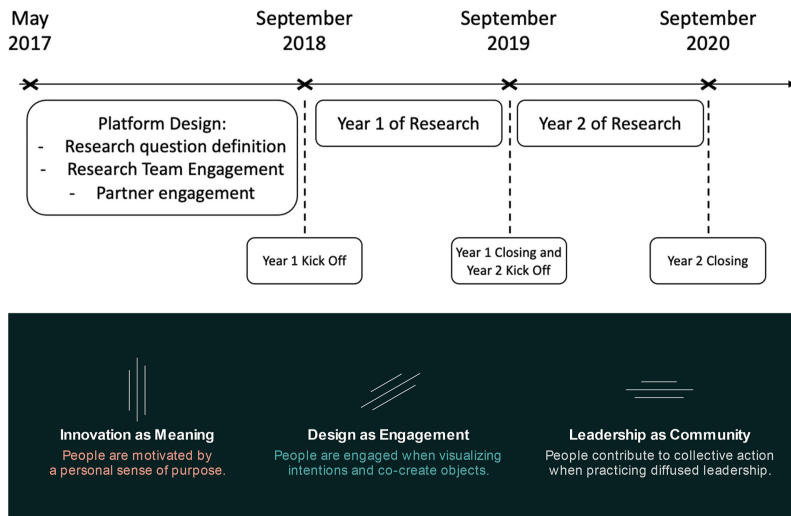 May
2017
September
2018
September
2019
September
2020
Platform Design:
- Research question definition
- Research Team Engagement
- Partner engagement
Year 1 of Research
Year 2 of Research
Year 1 Kick Off
Year 1 Closing and
Year 2 Kick Off
Year 2 Closing
Innovation as Meaning
People are motivated by
a personal sense of purpose.
Design as Engagement
People are engaged when visualizing
intentions and co-create objects.
Leadership as Community
People contribute to collective action
when practicing diffused leadership.